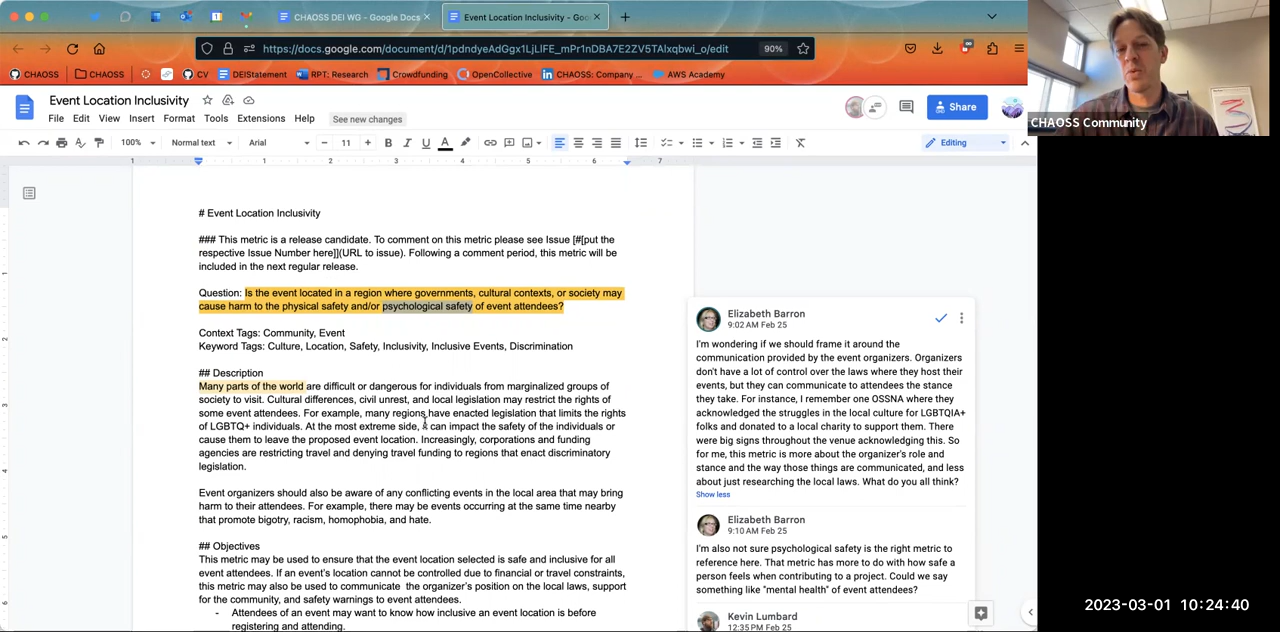 CHAOSS DEI WG - Google Docs
Event Location Inclusivity - Goo
https://docs.google.com/document/d/1pdndyeAdGgx1LjLIFE_mPr1nDBA7E2ZV5TAlxqbwi_o/edit
90%
CHAOSS
CHAOSS
CV
DEIStatement
RPT: Research
Crowdfunding
OpenCollective
CHAOSS: Company ...
AWS Academy
CHAOSS Community
Event Location Inclusivity
File Edit View Insert Format Tools Extensions Help
See new changes
Share
100%
Normal text
Arial
11
B I U A
Editing
1 1 2 3 4 5 6 7
# Event Location Inclusivity
### This metric is a release candidate. To comment on this metric please see Issue [#[put the
respective Issue Number here]](URL to issue). Following a comment period, this metric will be
included in the next regular release.
Question: Is the event located in a region where governments, cultural contexts, or society may
cause harm to the physical safety and/or psychological safety of event attendees?
Context Tags: Community, Event
Keyword Tags: Culture, Location, Safety, Inclusivity, Inclusive Events, Discrimination
## Description
Many parts of the world are difficult or dangerous for individuals from marginalized groups of
society to visit. Cultural differences, civil unrest, and local legislation may restrict the rights of
some event attendees. For example, many regions have enacted legislation that limits the rights
of LGBTQ+ individuals. At the most extreme side, can impact the safety of the individuals or
cause them to leave the proposed event location. Increasingly, corporations and funding
agencies are restricting travel and denying travel funding to regions that enact discriminatory
legislation.
Event organizers should also be aware of any conflicting events in the local area that may bring
harm to their attendees. For example, there may be events occurring at the same time nearby
that promote bigotry, racism, homophobia, and hate.
## Objectives
This metric may be used to ensure that the event location selected is safe and inclusive for all
event attendees. If an event's location cannot be controlled due to financial or travel constraints,
this metric may also be used to communicate the organizer's position on the local laws, support
for the community, and safety warnings to event attendees.
- Attendees of an event may want to know how inclusive an event location is before
registering and attending.
Elizabeth Barron
9:02 AM Feb 25
I'm wondering if we should frame it around the
communication provided by the event organizers. Organizers
don't have a lot of control over the laws where they host their
events, but they can communicate to attendees the stance
they take. For instance, I remember one OSSNA where they
acknowledged the struggles in the local culture for LGBTQIA+
folks and donated to a local charity to support them. There
were big signs throughout the venue acknowledging this. So
for me, this metric is more about the organizer's role and
stance and the way those things are communicated, and less
about just researching the local laws. What do you all think?
Show less
Elizabeth Barron
9:10 AM Feb 25
I'm also not sure psychological safety is the right metric to
reference here. That metric has more to do with how safe a
person feels when contributing to a project. Could we say
something like "mental health" of event attendees?
Kevin Lumbard
12:35 PM Feb 25
2023-03-01 10:24:40